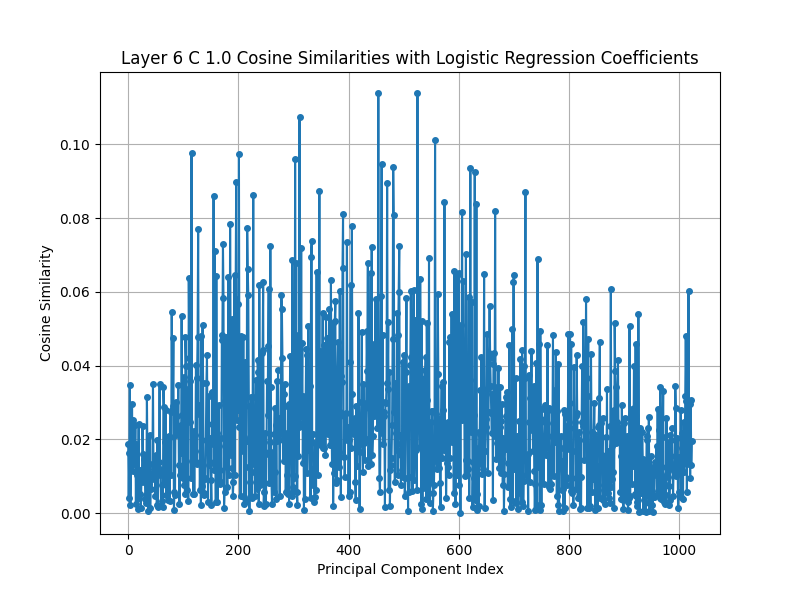 Layer 6 C 1.0 Cosine Similarities with Logistic Regression Coefficients
0.10
0.08
0.06
0.04
0.02
0.00
Cosine Similarity
0 200 400 600 800 1000
Principal Component Index